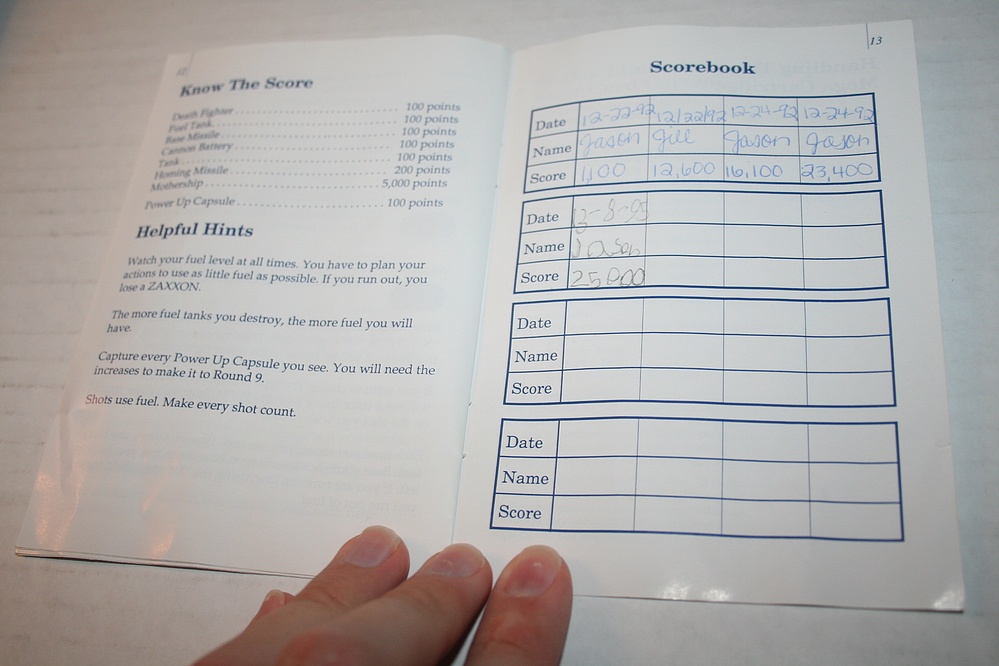 12
Know The Score
Death Filghter 100 points
Fuel Tank 100 points
Base Missile 100 points
Cannon Battery 100 points
Tank 100 points
Homing Missile 200 points
Mothership 5,000 points
Power Up Capsule 100 points
Helpful Hints
Watch your fuel level at all times. You have to plan your
actions to use as little fuel as possible. If you run out, you
lose a ZAXXON.
The more fuel tanks you destroy, the more fuel you will
have.
Capture every Power Up Capsule you see. You will need the
increases to make it to Round 9.
Shots use fuel. Make every shot count.
13
Scorebook
Date 12-22-92 12/22/92 12-24-92 12-24-92
Name Jason Jill Jason Jason
Score 1,100 12,600 16,100 23,400
Date 12-8-95
Name Jason
Score 25000
Date
Name
Score
Date
Name
Score